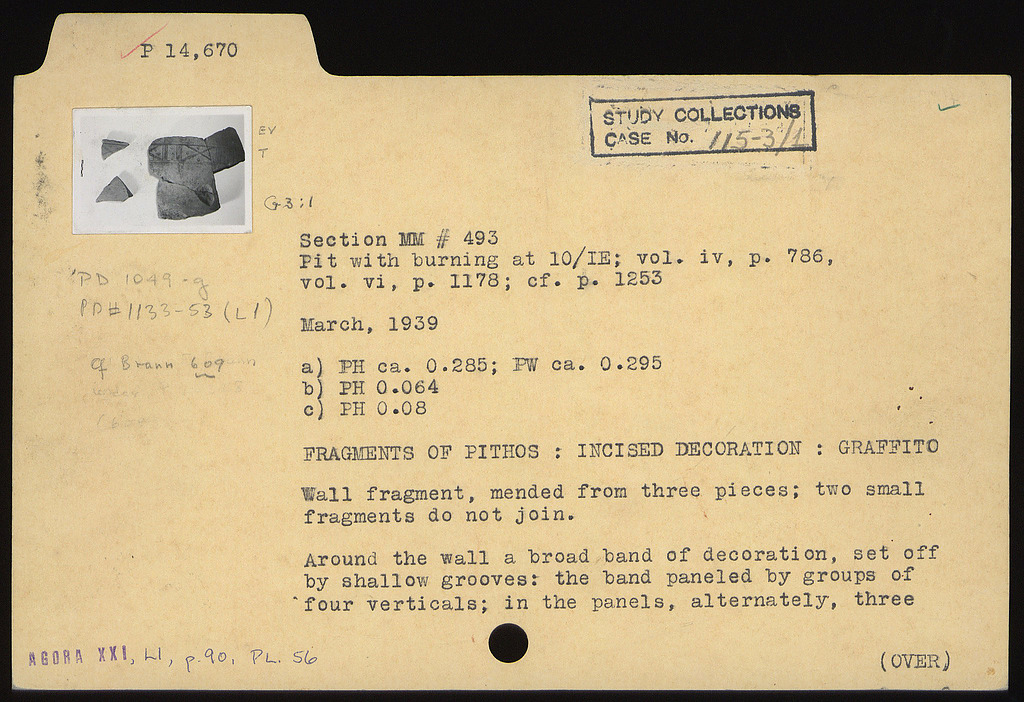 P 14,670
STUDY COLLECTIONS
CASE No. 115-3/1
EV
T
G3:1
Section MM # 493
Pit with burning at 10/IE; vol. iv, p. 786,
vol. vi, p. 1178; cf. p. 1253
PD 1049-g
PD#1133-53 (L1)
March, 1939
cf Brann 609
a) PH ca. 0.285; PW ca. 0.295
b) PH 0.064
c) PH 0.08
FRAGMENTS OF PITHOS : INCISED DECORATION : GRAFFITO
Wall fragment, mended from three pieces; two small
fragments do not join.
Around the wall a broad band of decoration, set off
by shallow grooves: the band paneled by groups of
four verticals; in the panels, alternately, three
AGORA XXI, L1, p.90, PL. 56
(OVER)